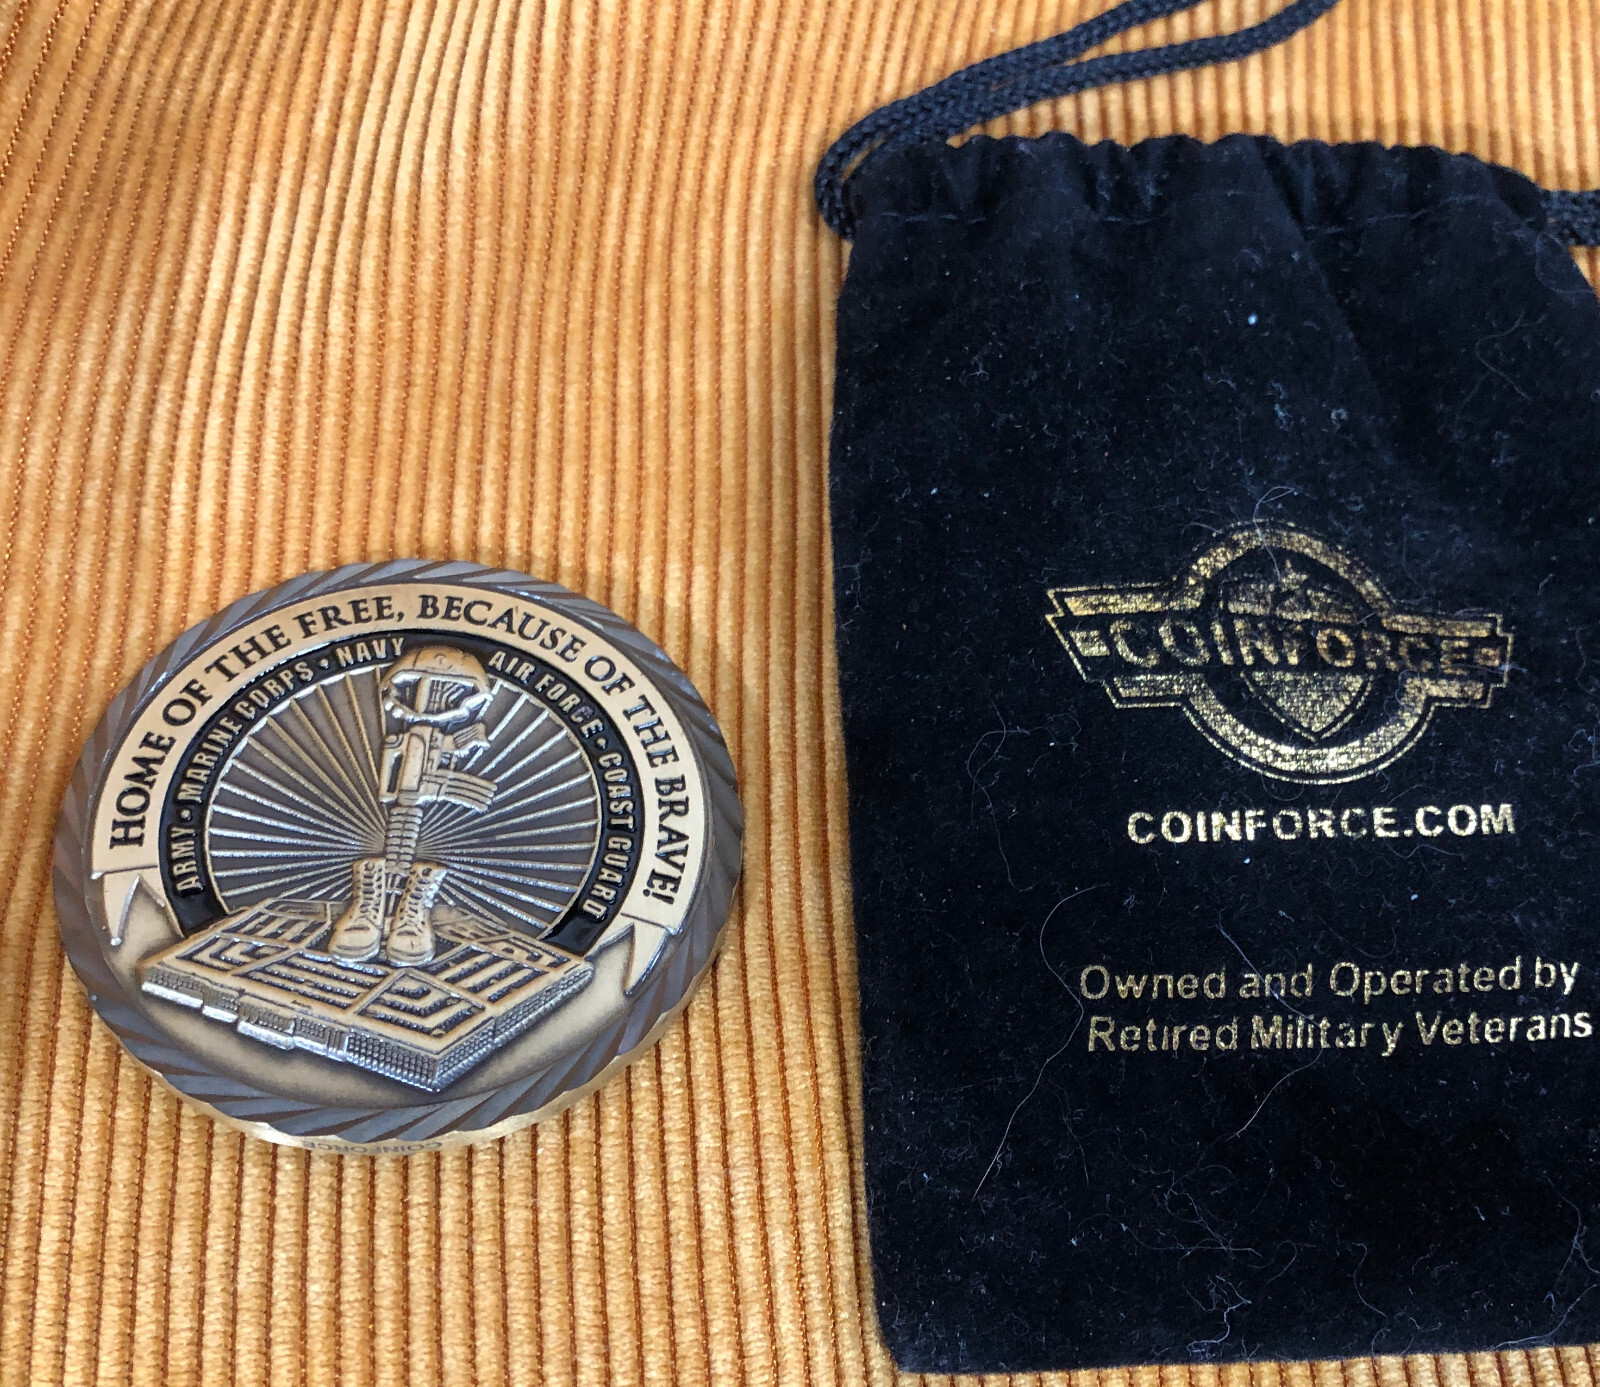 HOME OF THE FREE, BECAUSE OF THE BRAVE!
ARMY • MARINE CORPS • NAVY
AIR FORCE • COAST GUARD
COINFORCE
COINFORCE
COINFORCE.COM
Owned and Operated by
Retired Military Veterans